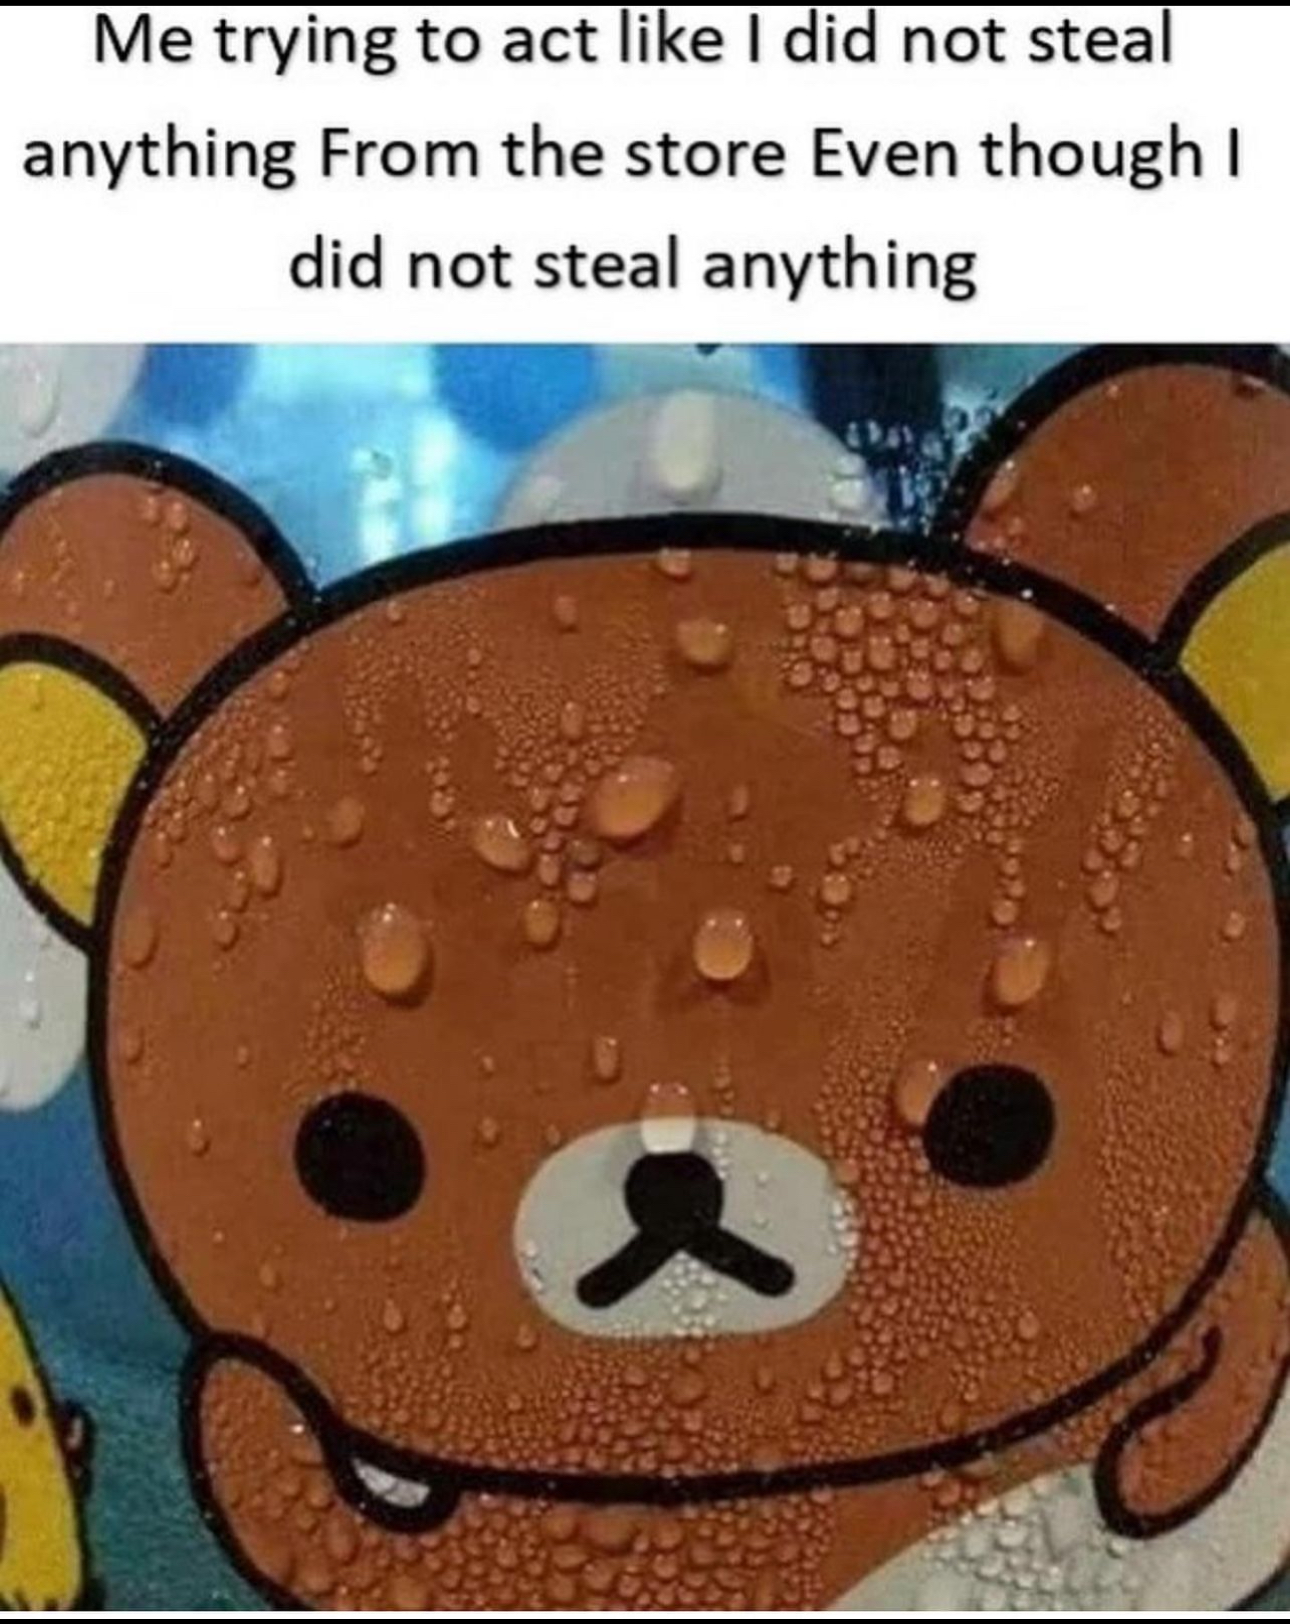 Me trying to act like I did not steal
anything From the store Even though I
did not steal anything